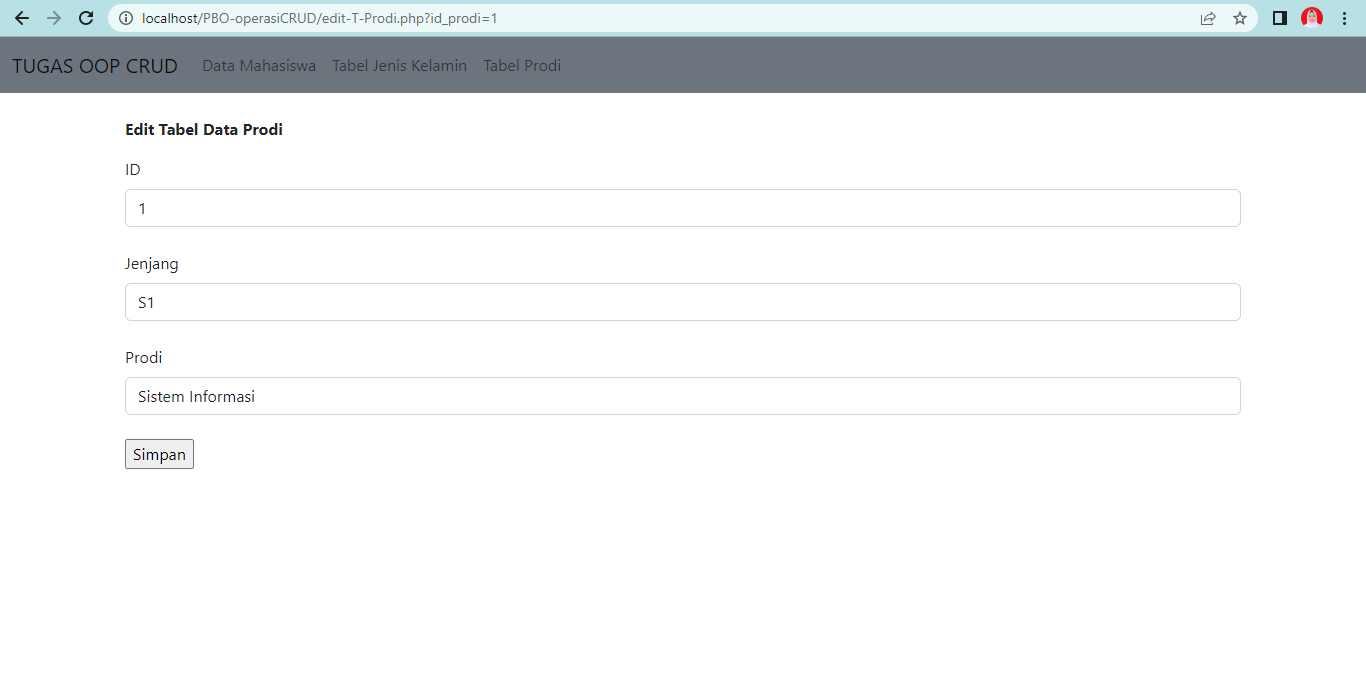 localhost/PBO-operasiCRUD/edit-T-Prodi.php?id_prodi=1
TUGAS OOP CRUD Data Mahasiswa Tabel Jenis Kelamin Tabel Prodi
Edit Tabel Data Prodi
ID
1
Jenjang
S1
Prodi
Sistem Informasi
Simpan